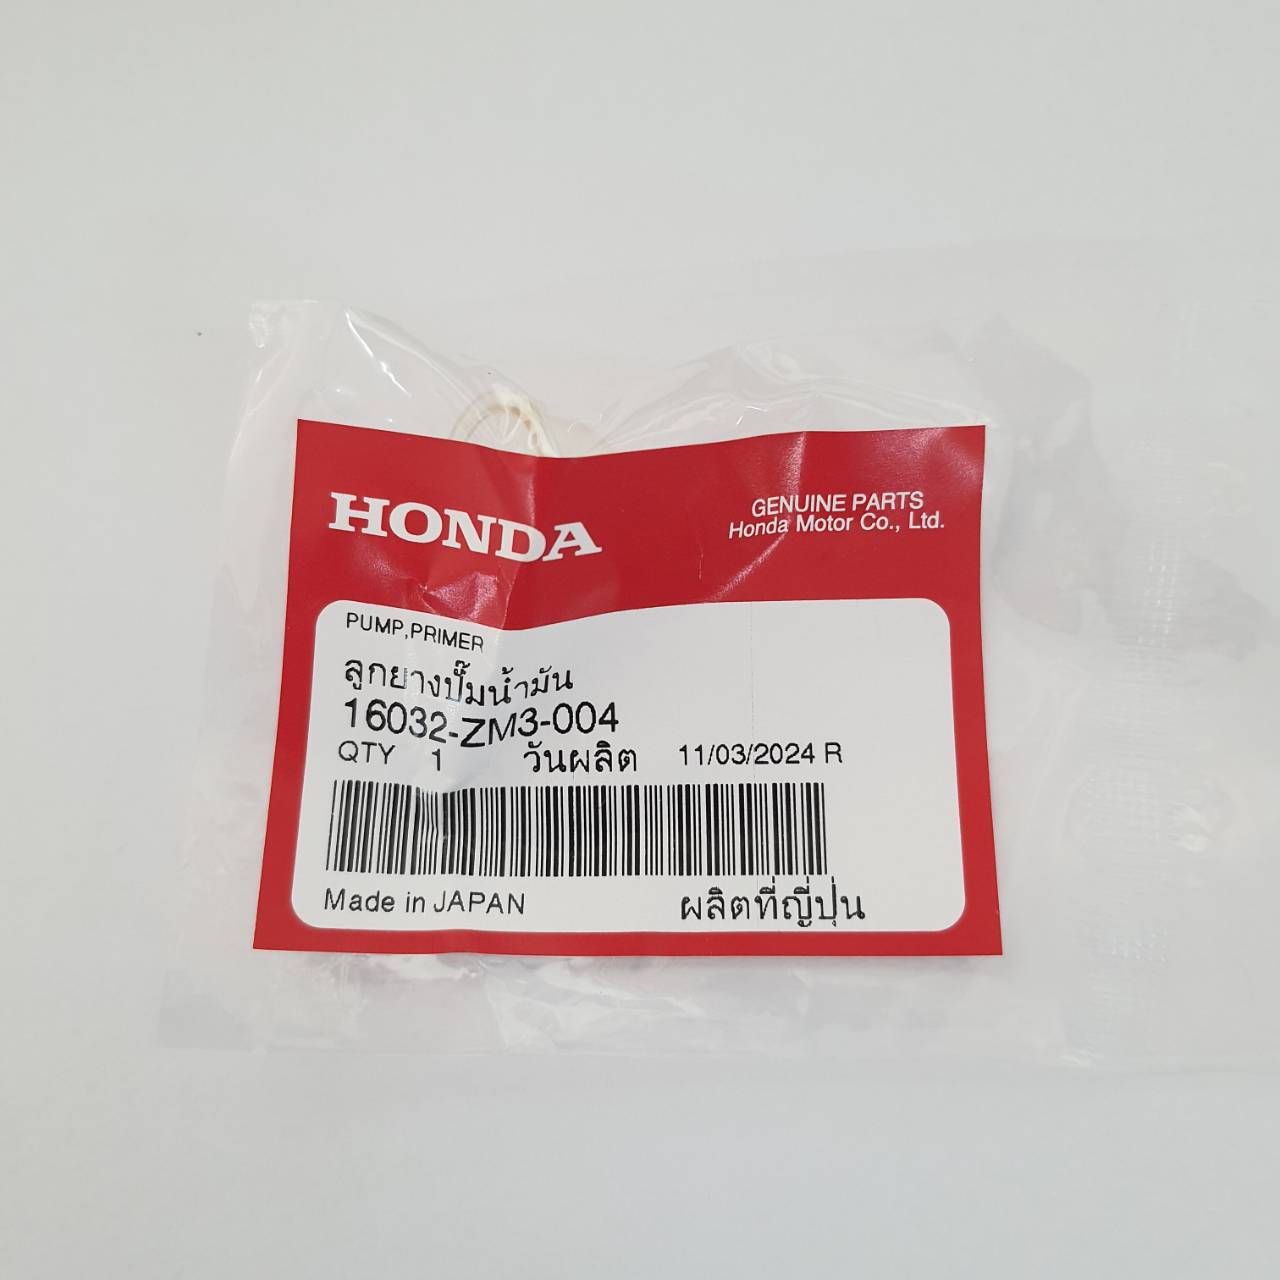 HONDA
GENUINE PARTS
Honda Motor Co., Ltd.
PUMP,PRIMER
ลูกยางปั๊มน้ำมัน
16032-ZM3-004
QTY 1 วันผลิต 11/03/2024 R
Made in JAPAN ผลิตที่ญี่ปุ่น